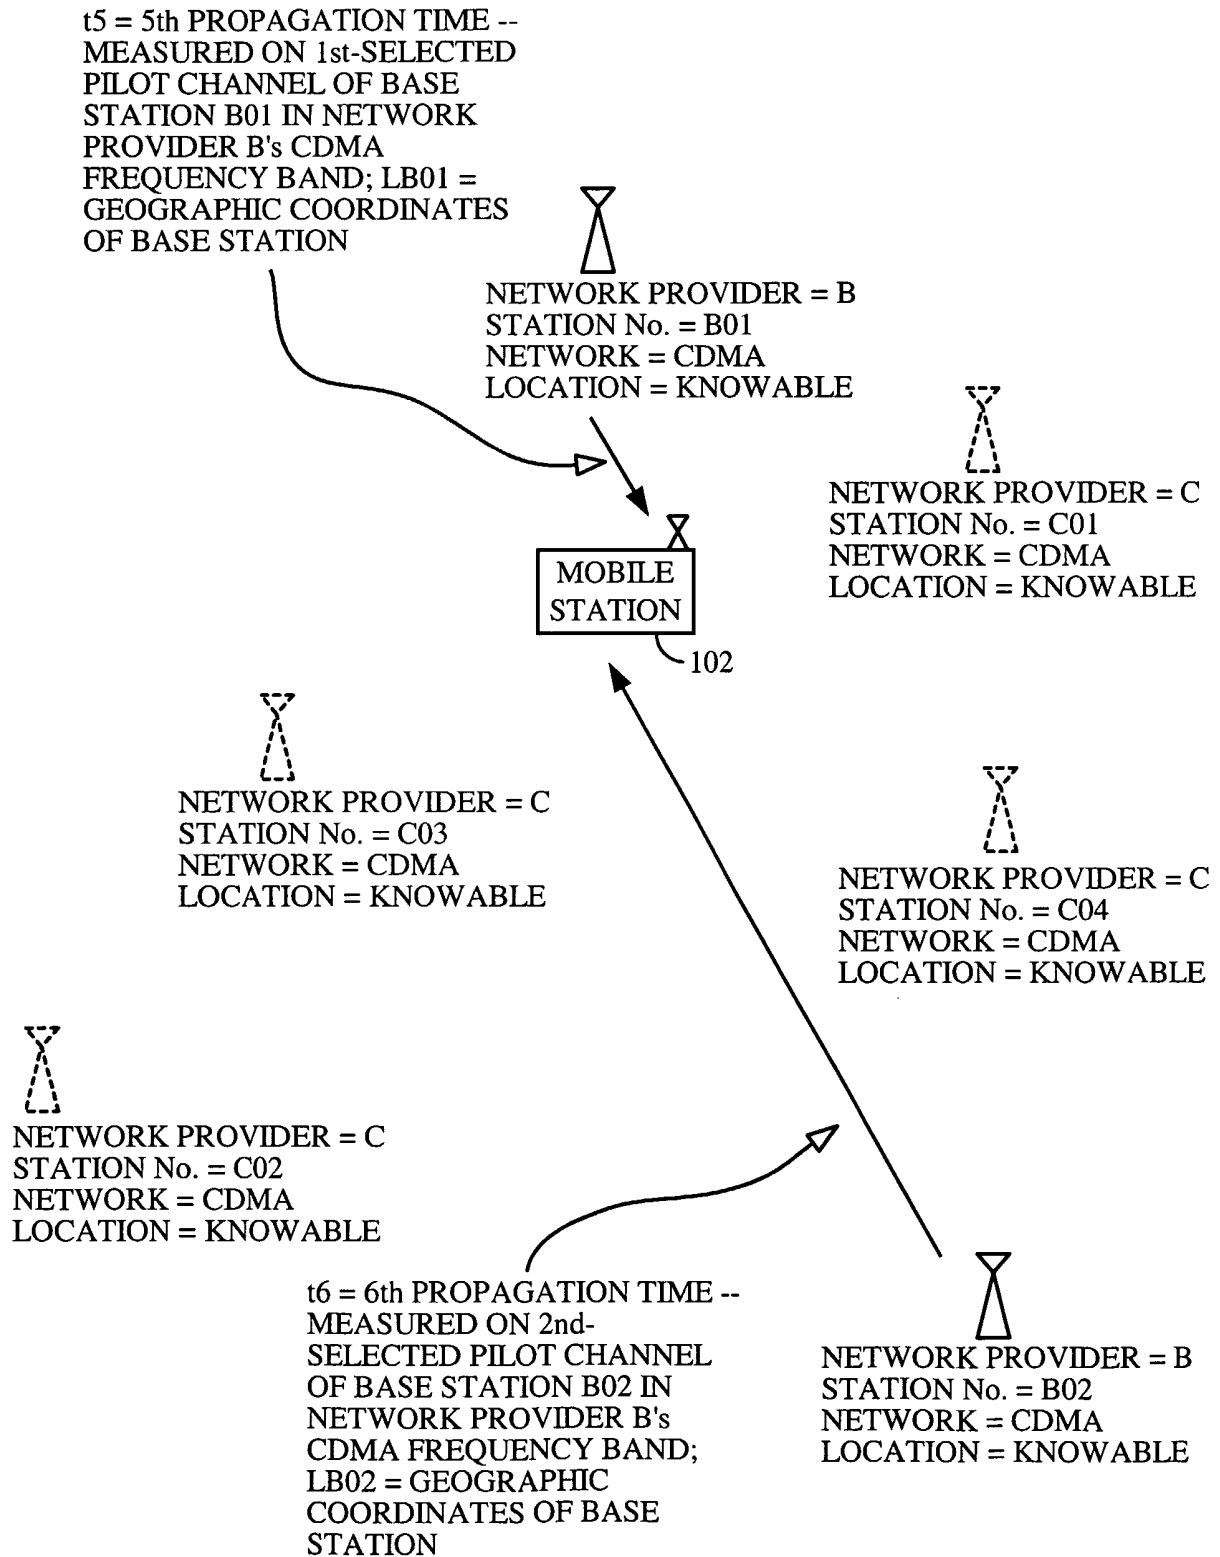 t5 = 5th PROPAGATION TIME --
MEASURED ON 1st-SELECTED
PILOT CHANNEL OF BASE
STATION B01 IN NETWORK
PROVIDER B's CDMA
FREQUENCY BAND; LB01 =
GEOGRAPHIC COORDINATES
OF BASE STATION
NETWORK PROVIDER = B
STATION No. = B01
NETWORK = CDMA
LOCATION = KNOWABLE
NETWORK PROVIDER = C
STATION No. = C01
NETWORK = CDMA
LOCATION = KNOWABLE
MOBILE
STATION
102
NETWORK PROVIDER = C
STATION No. = C03
NETWORK = CDMA
LOCATION = KNOWABLE
NETWORK PROVIDER = C
STATION No. = C04
NETWORK = CDMA
LOCATION = KNOWABLE
NETWORK PROVIDER = C
STATION No. = C02
NETWORK = CDMA
LOCATION = KNOWABLE
t6 = 6th PROPAGATION TIME --
MEASURED ON 2nd-
SELECTED PILOT CHANNEL
OF BASE STATION B02 IN
NETWORK PROVIDER B's
CDMA FREQUENCY BAND;
LB02 = GEOGRAPHIC
COORDINATES OF BASE
STATION
NETWORK PROVIDER = B
STATION No. = B02
NETWORK = CDMA
LOCATION = KNOWABLE